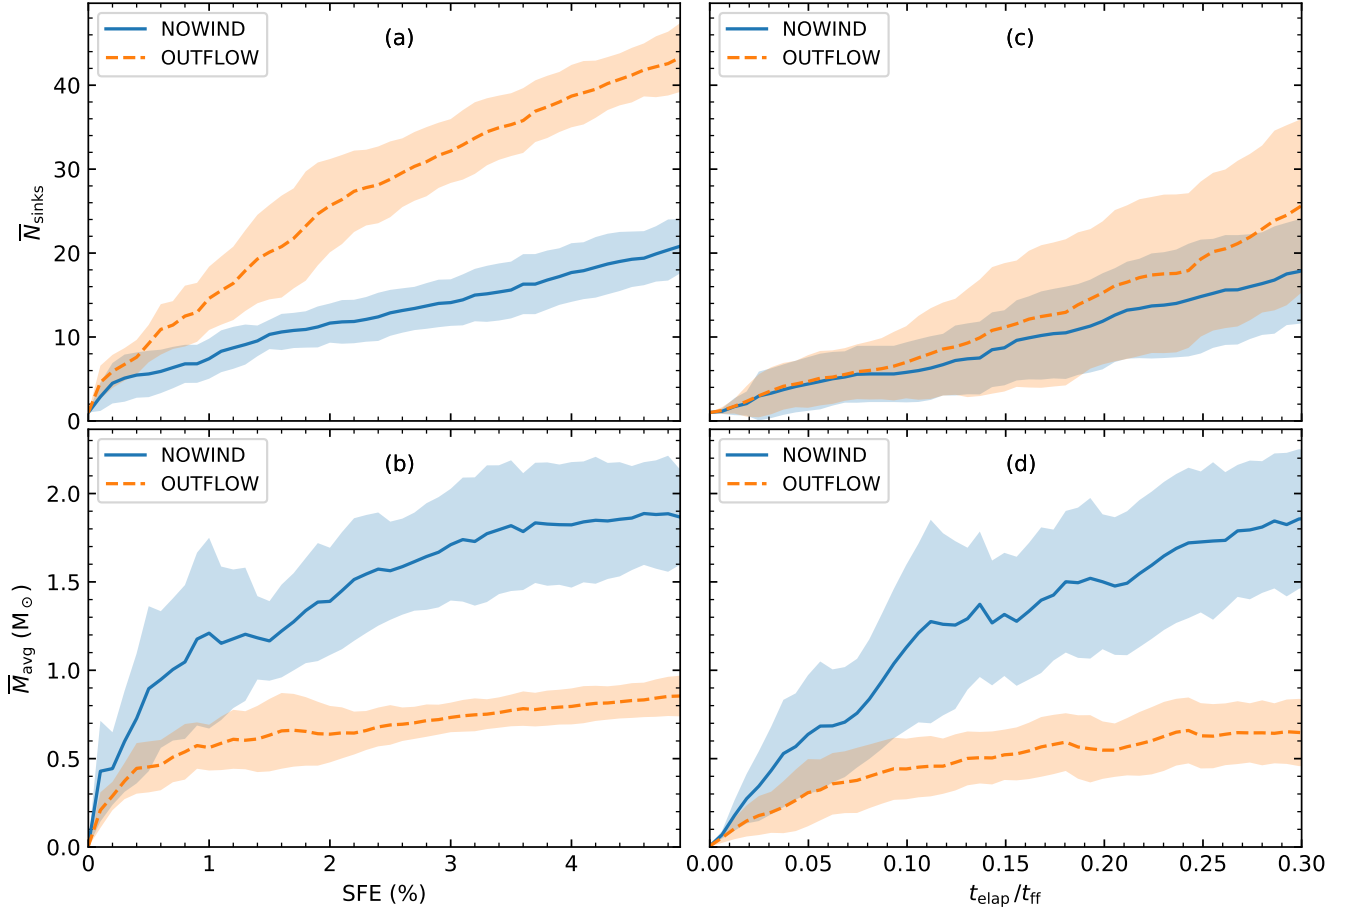 NOWIND
OUTFLOW
(a)
40
30
20
10
0
N̅sinks
NOWIND
OUTFLOW
(c)
NOWIND
OUTFLOW
(b)
2.0
1.5
1.0
0.5
0.0
M̅avg (M⊙)
0 1 2 3 4
SFE (%)
NOWIND
OUTFLOW
(d)
0.00 0.05 0.10 0.15 0.20 0.25 0.30
telap/tff